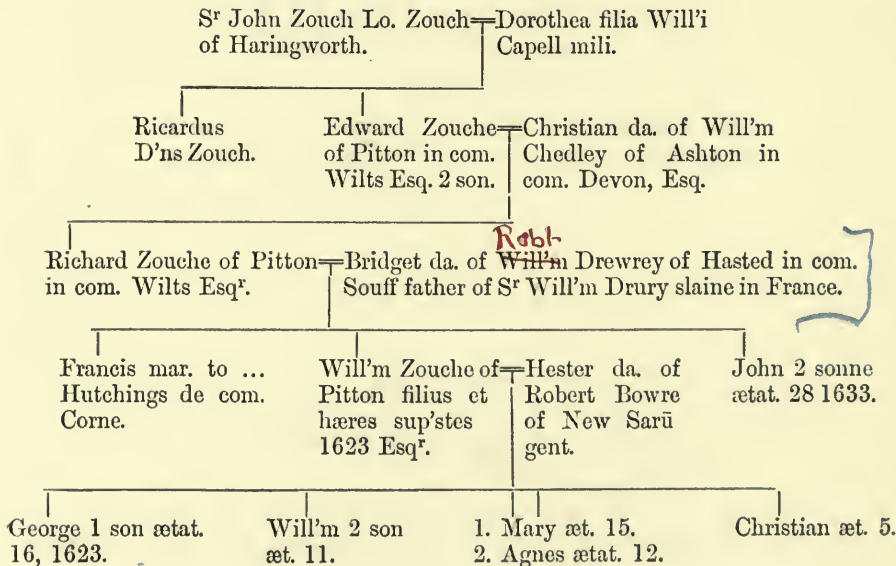 Sr John Zouch Lo. Zouch
of Haringworth.
Dorothea filia Will'i
Capell mili.
Ricardus
D'ns Zouch.
Edward Zouche
of Pitton in com.
Wilts Esq. 2 son.
Christian da. of Will'm
Chedley of Ashton in
com. Devon, Esq.
Richard Zouche of Pitton
in com. Wilts Esqr.
Robt
Bridget da. of Will'm Drewrey of Hasted in com.
Souff father of Sr Will'm Drury slaine in France.
Francis mar. to ...
Hutchings de com.
Corne.
Will'm Zouche of
Pitton filius et
hæres sup'stes
1623 Esqr.
Hester da. of
Robert Bowre
of New Sarū
gent.
John 2 sonne
ætat. 28 1633.
George 1 son ætat.
16, 1623.
Will'm 2 son
æt. 11.
1. Mary æt. 15.
2. Agnes ætat. 12.
Christian æt. 5.